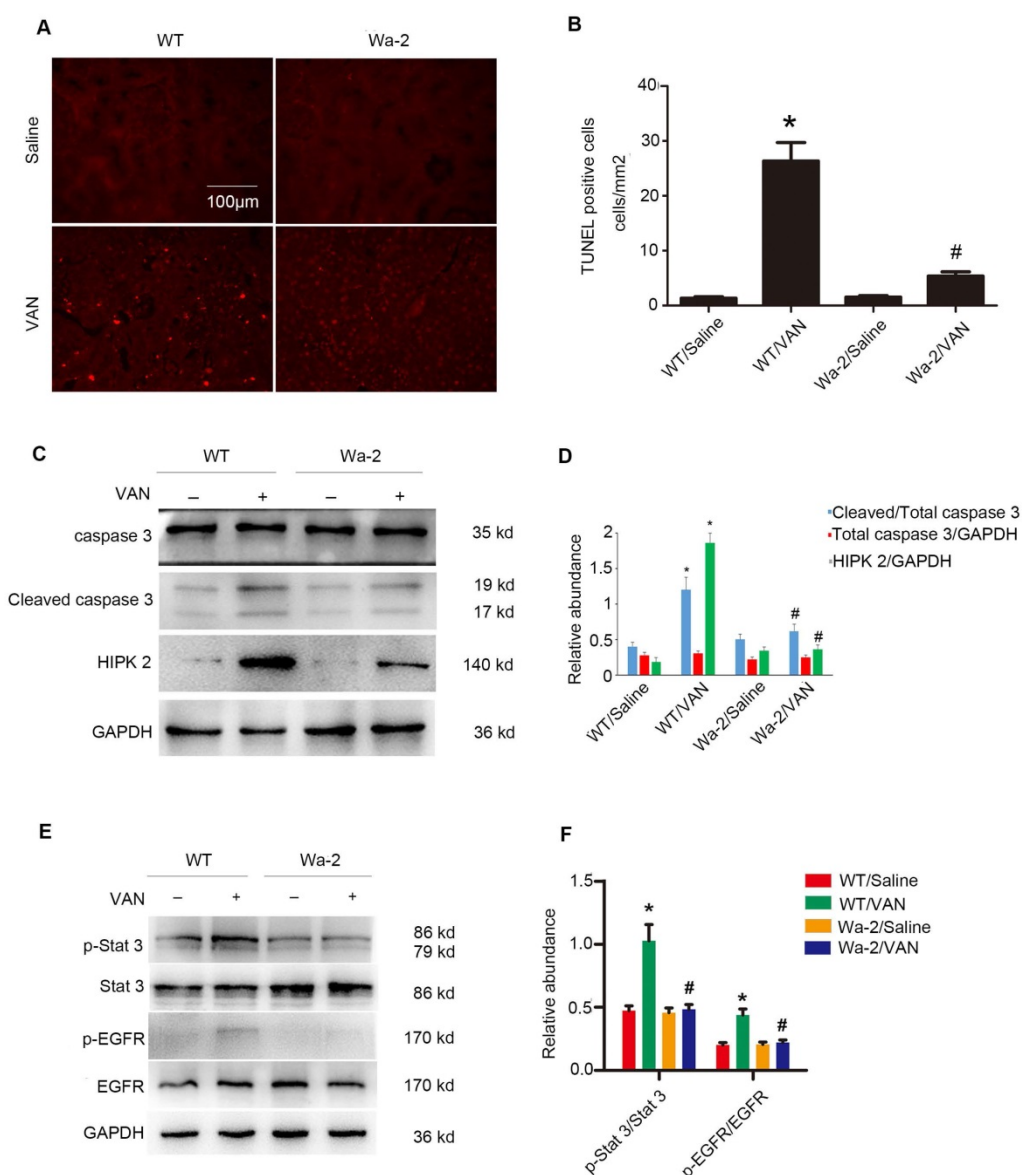 A
WT
Wa-2
Saline
100μm
VAN
B
TUNEL positive cells
cells/mm2
40
30
20
10
0
*
#
WT/Saline
WT/VAN
Wa-2/Saline
Wa-2/VAN
C
WT
Wa-2
VAN – + – +
caspase 3 35 kd
Cleaved caspase 3 19 kd
17 kd
HIPK 2 140 kd
GAPDH 36 kd
D
Cleaved/Total caspase 3
Total caspase 3/GAPDH
HIPK 2/GAPDH
Relative abundance
2
1.5
1
0.5
0
*
*
#
#
WT/Saline
WT/VAN
Wa-2/Saline
Wa-2/VAN
E
WT
Wa-2
VAN – + – +
p-Stat 3 86 kd
79 kd
Stat 3 86 kd
p-EGFR 170 kd
EGFR 170 kd
GAPDH 36 kd
F
WT/Saline
WT/VAN
Wa-2/Saline
Wa-2/VAN
Relative abundance
1.5
1.0
0.5
0.0
*
#
*
#
p-Stat 3/Stat 3
p-EGFR/EGFR